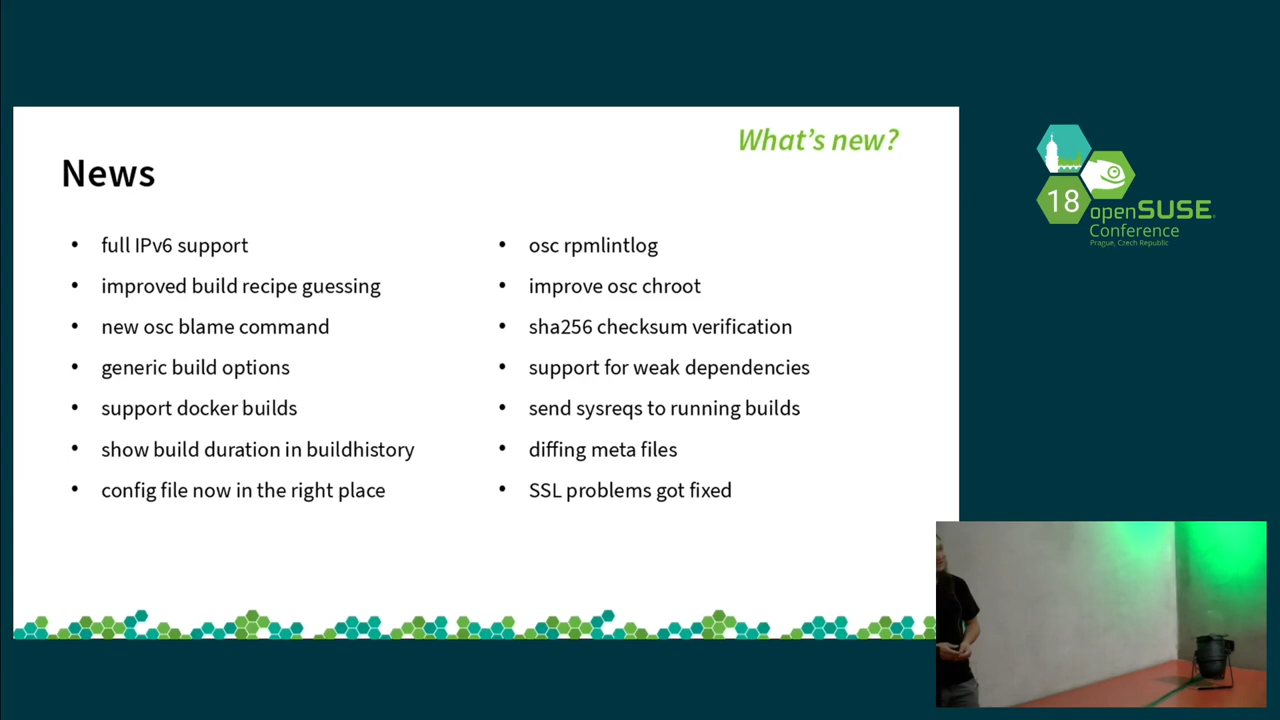 What's new?
News
• full IPv6 support
• improved build recipe guessing
• new osc blame command
• generic build options
• support docker builds
• show build duration in buildhistory
• config file now in the right place
• osc rpmlintlog
• improve osc chroot
• sha256 checksum verification
• support for weak dependencies
• send sysreqs to running builds
• diffing meta files
• SSL problems got fixed
18
openSUSE
Conference
Prague, Czech Republic